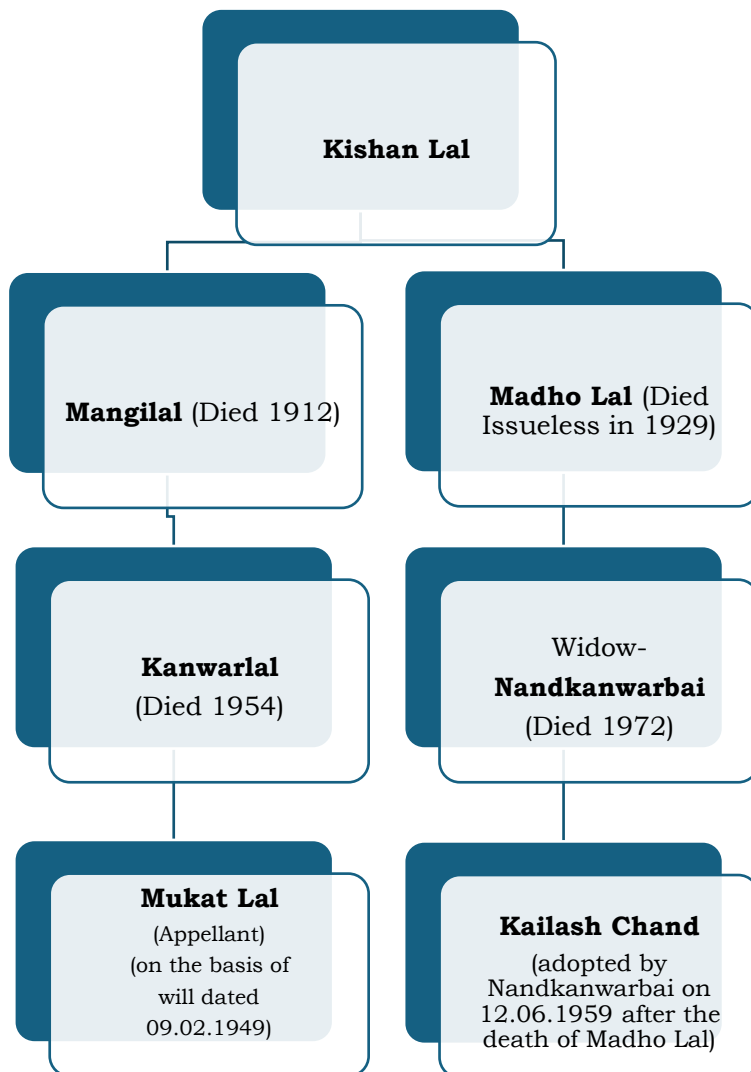 Kishan Lal
Mangilal (Died 1912)
Madho Lal (Died
Issueless in 1929)
Kanwarlal
(Died 1954)
Widow-
Nandkanwarbai
(Died 1972)
Mukat Lal
(Appellant)
(on the basis of
will dated
09.02.1949)
Kailash Chand
(adopted by
Nandkanwarbai on
12.06.1959 after the
death of Madho Lal)